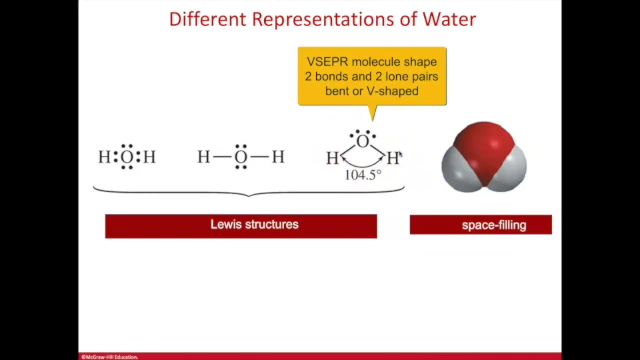 Different Representations of Water
VSEPR molecule shape
2 bonds and 2 lone pairs
bent or V-shaped
H:Ö:H
H—O—H
O
H H
104.5°
Lewis structures
space-filling
©McGraw-Hill Education.